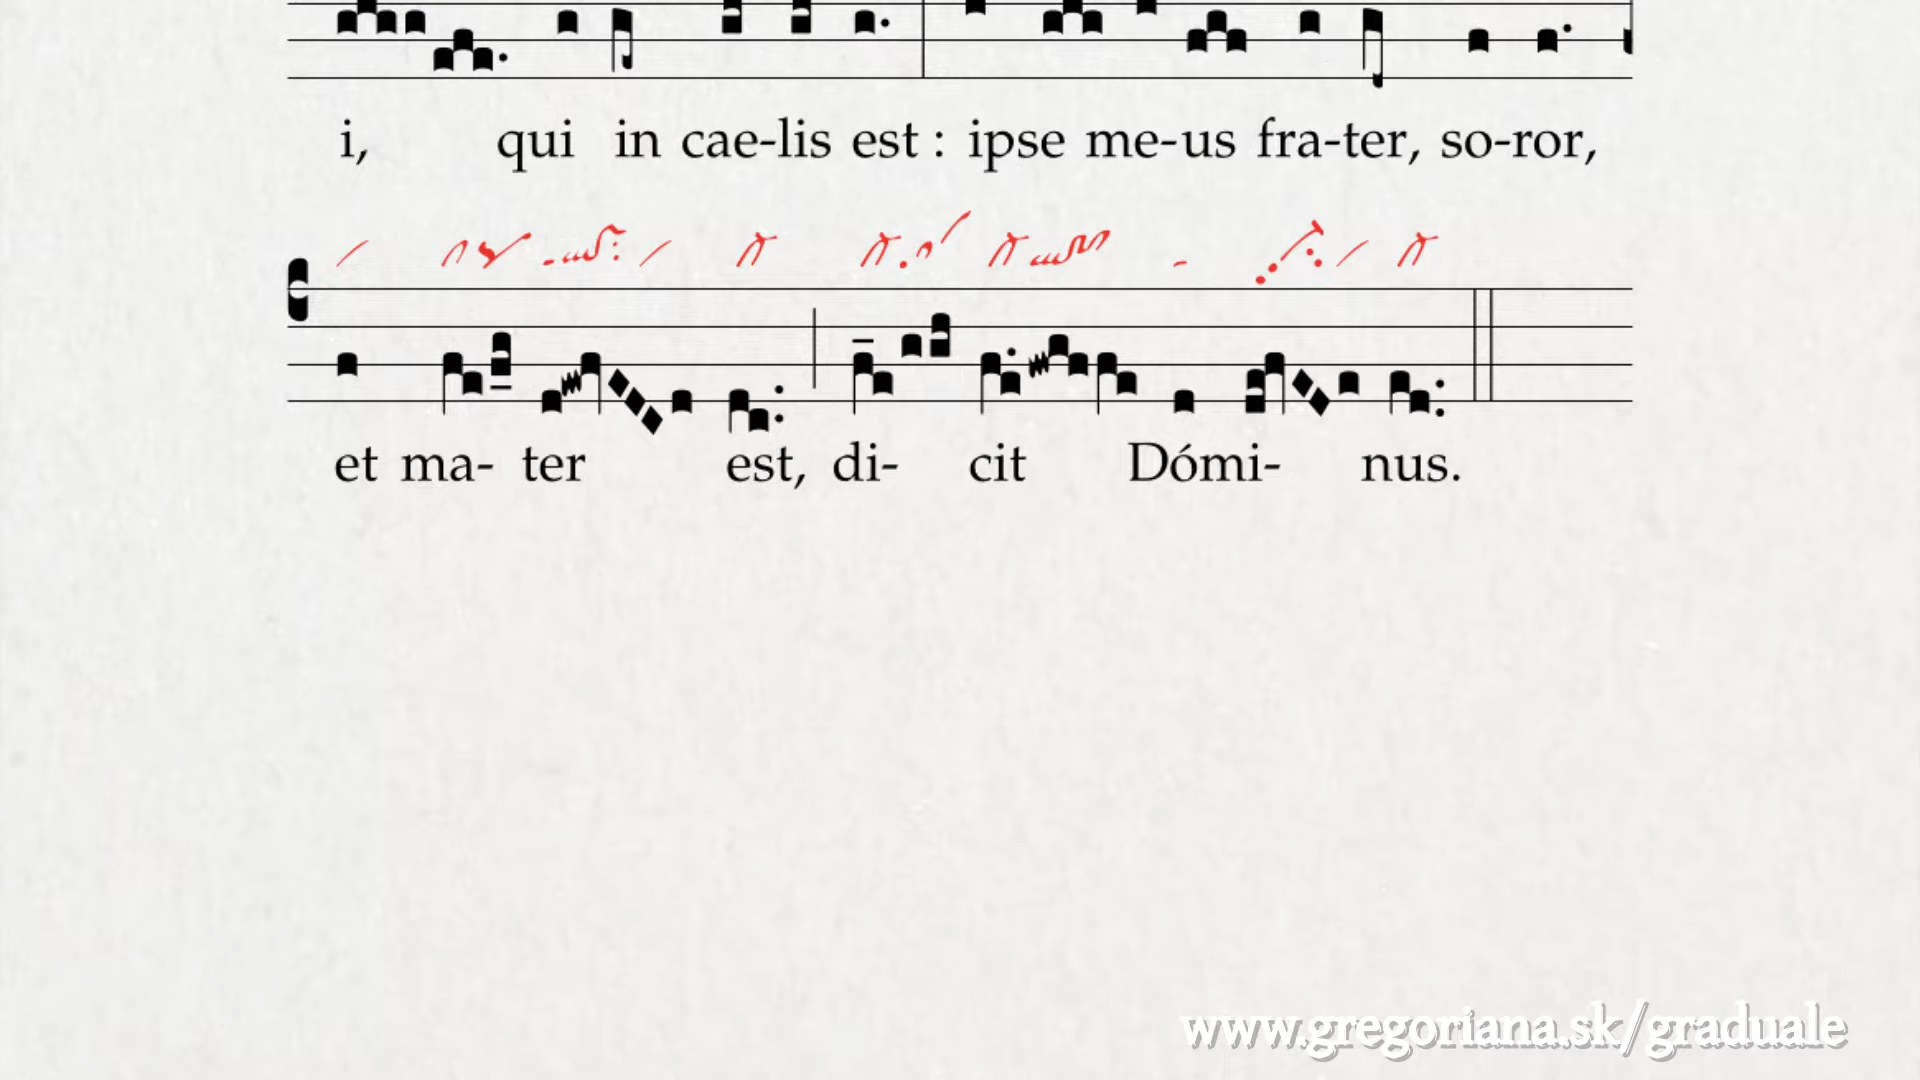 i, qui in cae-lis est : ipse me-us fra-ter, so-ror,
et ma- ter est, di- cit Dómi- nus.
www.gregoriana.sk/graduale